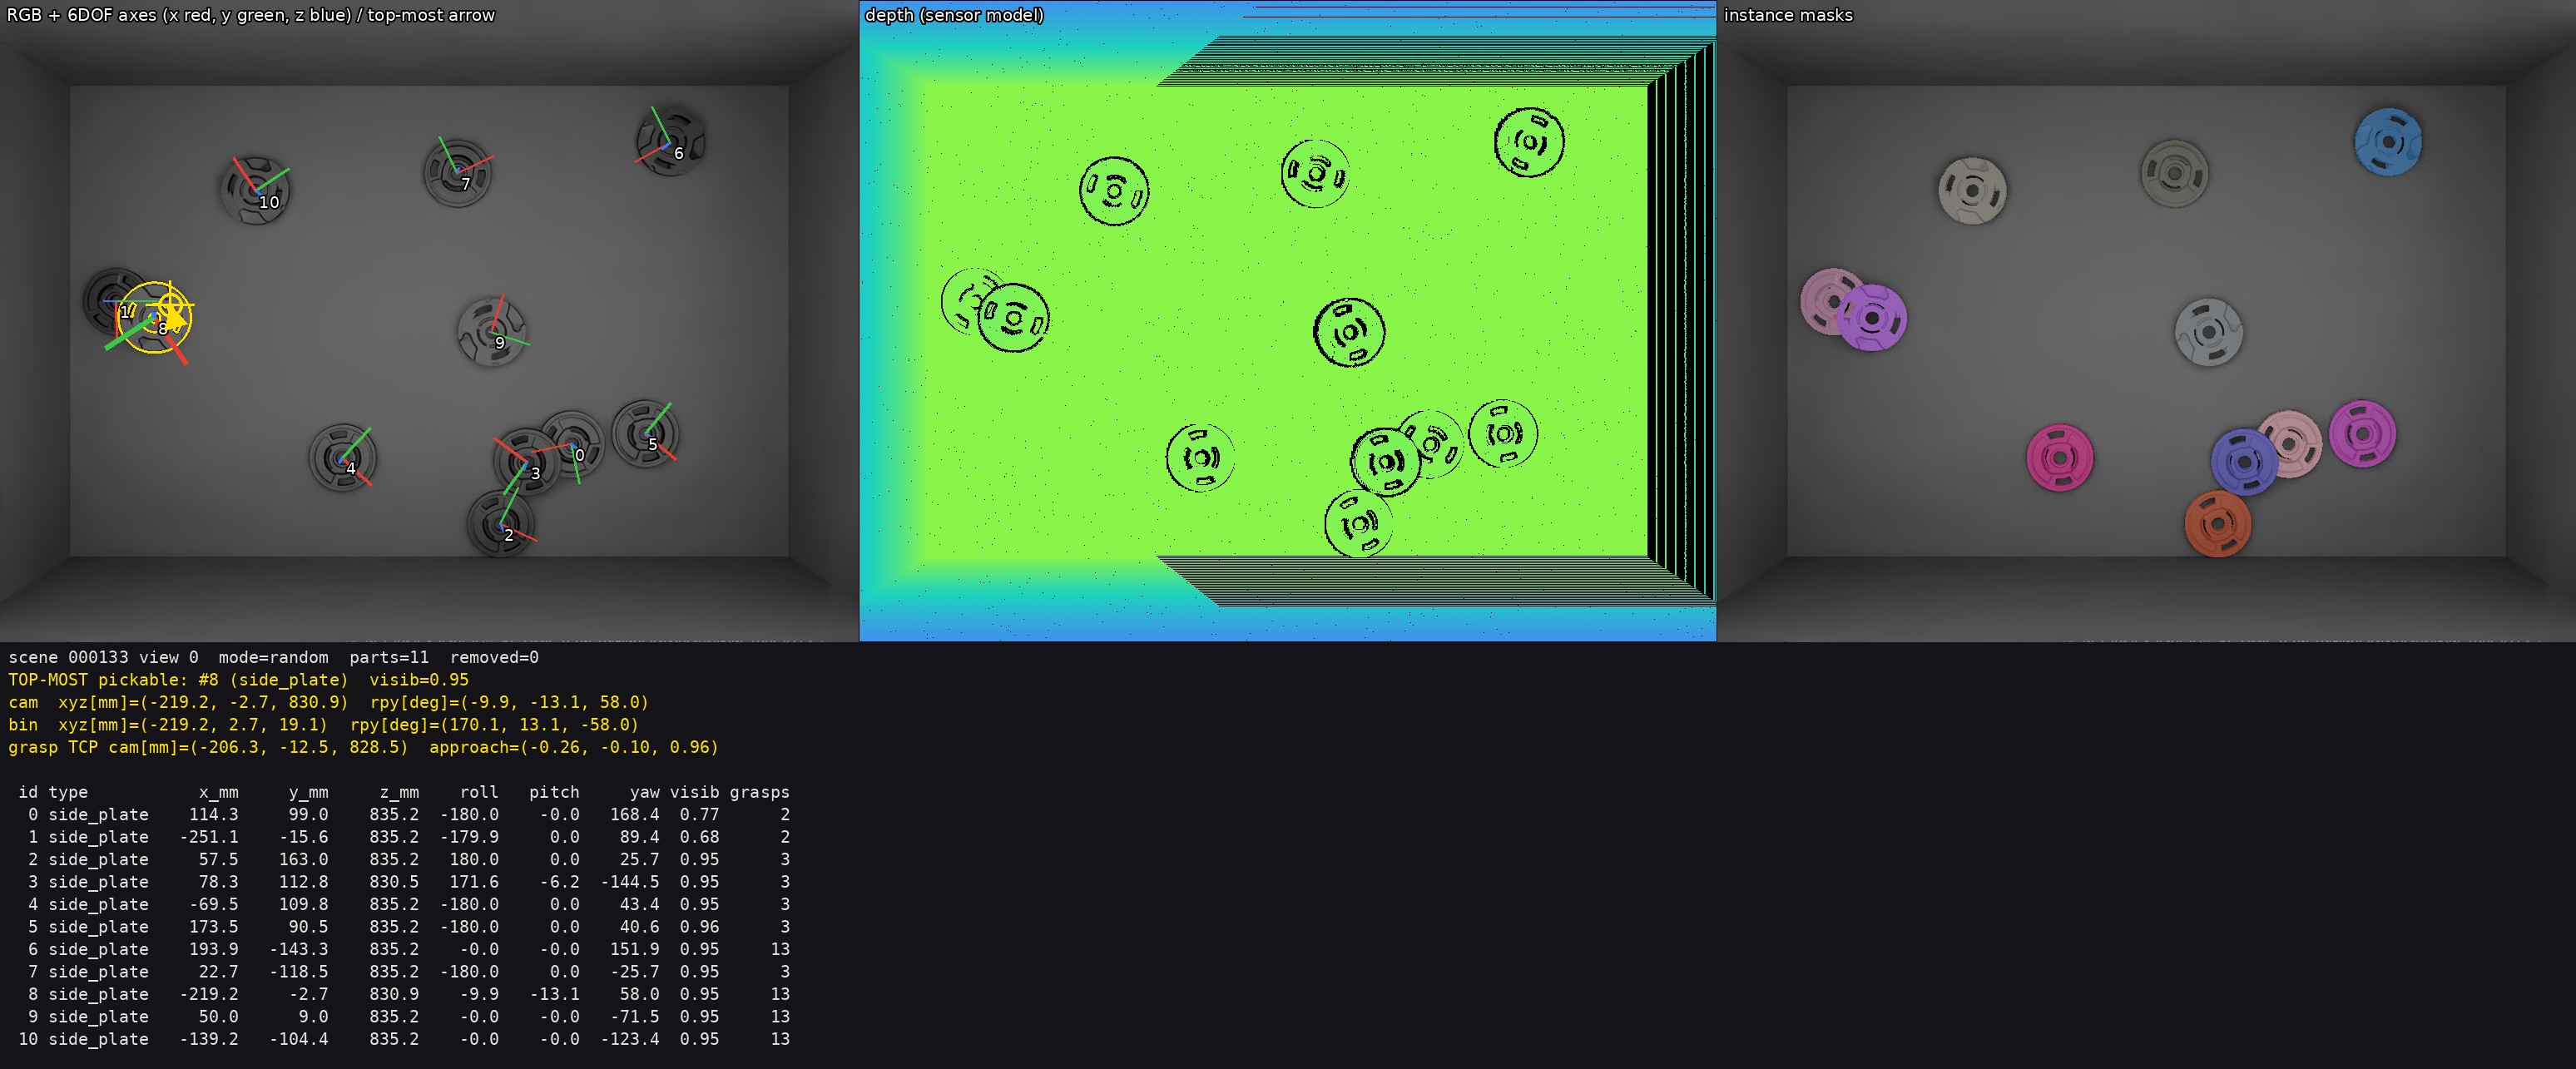 RGB + 6DOF axes (x red, y green, z blue) / top-most arrow
depth (sensor model)
instance masks
6
7
10
1
8
9
5
0
4
3
2
scene 000133 view 0  mode=random  parts=11  removed=0
TOP-MOST pickable: #8 (side_plate)  visib=0.95
cam  xyz[mm]=(-219.2, -2.7, 830.9)  rpy[deg]=(-9.9, -13.1, 58.0)
bin  xyz[mm]=(-219.2, 2.7, 19.1)  rpy[deg]=(170.1, 13.1, -58.0)
grasp TCP cam[mm]=(-206.3, -12.5, 828.5)  approach=(-0.26, -0.10, 0.96)
id type x_mm y_mm z_mm roll pitch yaw visib grasps
0 side_plate 114.3 99.0 835.2 -180.0 -0.0 168.4 0.77 2
1 side_plate -251.1 -15.6 835.2 -179.9 0.0 89.4 0.68 2
2 side_plate 57.5 163.0 835.2 180.0 0.0 25.7 0.95 3
3 side_plate 78.3 112.8 830.5 171.6 -6.2 -144.5 0.95 3
4 side_plate -69.5 109.8 835.2 -180.0 0.0 43.4 0.95 3
5 side_plate 173.5 90.5 835.2 -180.0 0.0 40.6 0.96 3
6 side_plate 193.9 -143.3 835.2 -0.0 -0.0 151.9 0.95 13
7 side_plate 22.7 -118.5 835.2 -180.0 0.0 -25.7 0.95 3
8 side_plate -219.2 -2.7 830.9 -9.9 -13.1 58.0 0.95 13
9 side_plate 50.0 9.0 835.2 -0.0 -0.0 -71.5 0.95 13
10 side_plate -139.2 -104.4 835.2 -0.0 -0.0 -123.4 0.95 13